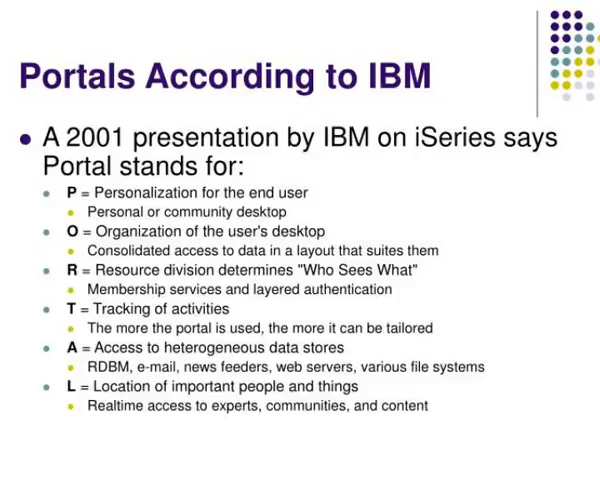 Portals According to IBM
A 2001 presentation by IBM on iSeries says
Portal stands for:
P = Personalization for the end user
Personal or community desktop
O = Organization of the user's desktop
Consolidated access to data in a layout that suites them
R = Resource division determines "Who Sees What"
Membership services and layered authentication
T = Tracking of activities
The more the portal is used, the more it can be tailored
A = Access to heterogeneous data stores
RDBM, e-mail, news feeders, web servers, various file systems
L = Location of important people and things
Realtime access to experts, communities, and content